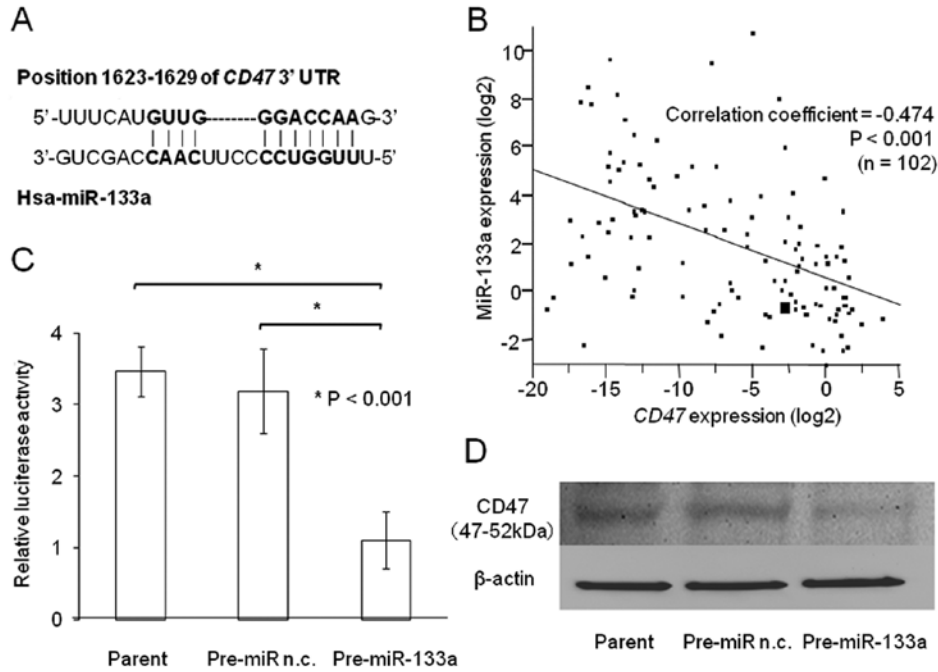 A
Position 1623-1629 of CD47 3' UTR
5'-UUUCAUGUUG--------GGACCAAG-3'
3'-GUCGACCAACUUCCCCUGGUUU-5'
Hsa-miR-133a
B
MiR-133a expression (log2)
10
8
6
4
2
0
-2
Correlation coefficient = -0.474
P < 0.001
(n = 102)
-20 -15 -10 -5 0 5
CD47 expression (log2)
C
Relative luciferase activity
4
3
2
1
0
*
*
* P < 0.001
Parent Pre-miR n.c. Pre-miR-133a
D
CD47
(47-52kDa)
β-actin
Parent Pre-miR n.c. Pre-miR-133a